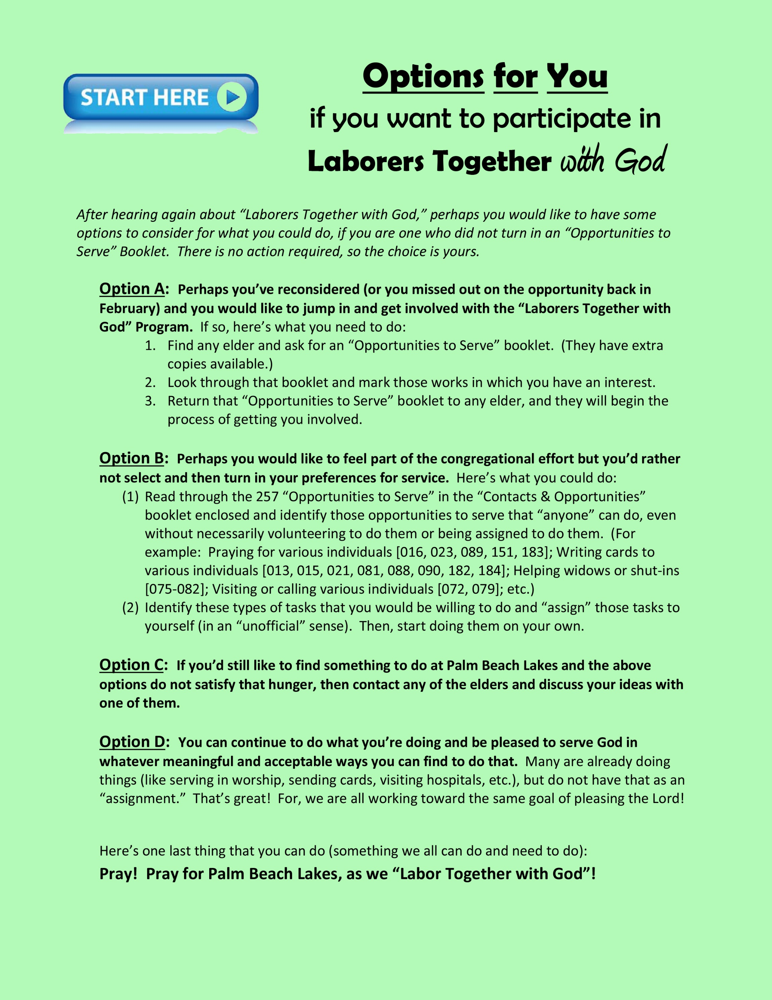 START HERE
Options for You
if you want to participate in
Laborers Together with God
After hearing again about “Laborers Together with God,” perhaps you would like to have some
options to consider for what you could do, if you are one who did not turn in an “Opportunities to
Serve” Booklet.  There is no action required, so the choice is yours.
Option A:  Perhaps you’ve reconsidered (or you missed out on the opportunity back in
February) and you would like to jump in and get involved with the “Laborers Together with
God” Program.  If so, here’s what you need to do:
1. Find any elder and ask for an “Opportunities to Serve” booklet.  (They have extra
copies available.)
2. Look through that booklet and mark those works in which you have an interest.
3. Return that “Opportunities to Serve” booklet to any elder, and they will begin the
process of getting you involved.
Option B:  Perhaps you would like to feel part of the congregational effort but you’d rather
not select and then turn in your preferences for service.  Here’s what you could do:
(1) Read through the 257 “Opportunities to Serve” in the “Contacts & Opportunities”
booklet enclosed and identify those opportunities to serve that “anyone” can do, even
without necessarily volunteering to do them or being assigned to do them.  (For
example:  Praying for various individuals [016, 023, 089, 151, 183]; Writing cards to
various individuals [013, 015, 021, 081, 088, 090, 182, 184]; Helping widows or shut-ins
[075-082]; Visiting or calling various individuals [072, 079]; etc.)
(2) Identify these types of tasks that you would be willing to do and “assign” those tasks to
yourself (in an “unofficial” sense).  Then, start doing them on your own.
Option C:  If you’d still like to find something to do at Palm Beach Lakes and the above
options do not satisfy that hunger, then contact any of the elders and discuss your ideas with
one of them.
Option D:  You can continue to do what you’re doing and be pleased to serve God in
whatever meaningful and acceptable ways you can find to do that.  Many are already doing
things (like serving in worship, sending cards, visiting hospitals, etc.), but do not have that as an
“assignment.”  That’s great!  For, we are all working toward the same goal of pleasing the Lord!
Here’s one last thing that you can do (something we all can do and need to do):
Pray!  Pray for Palm Beach Lakes, as we “Labor Together with God”!